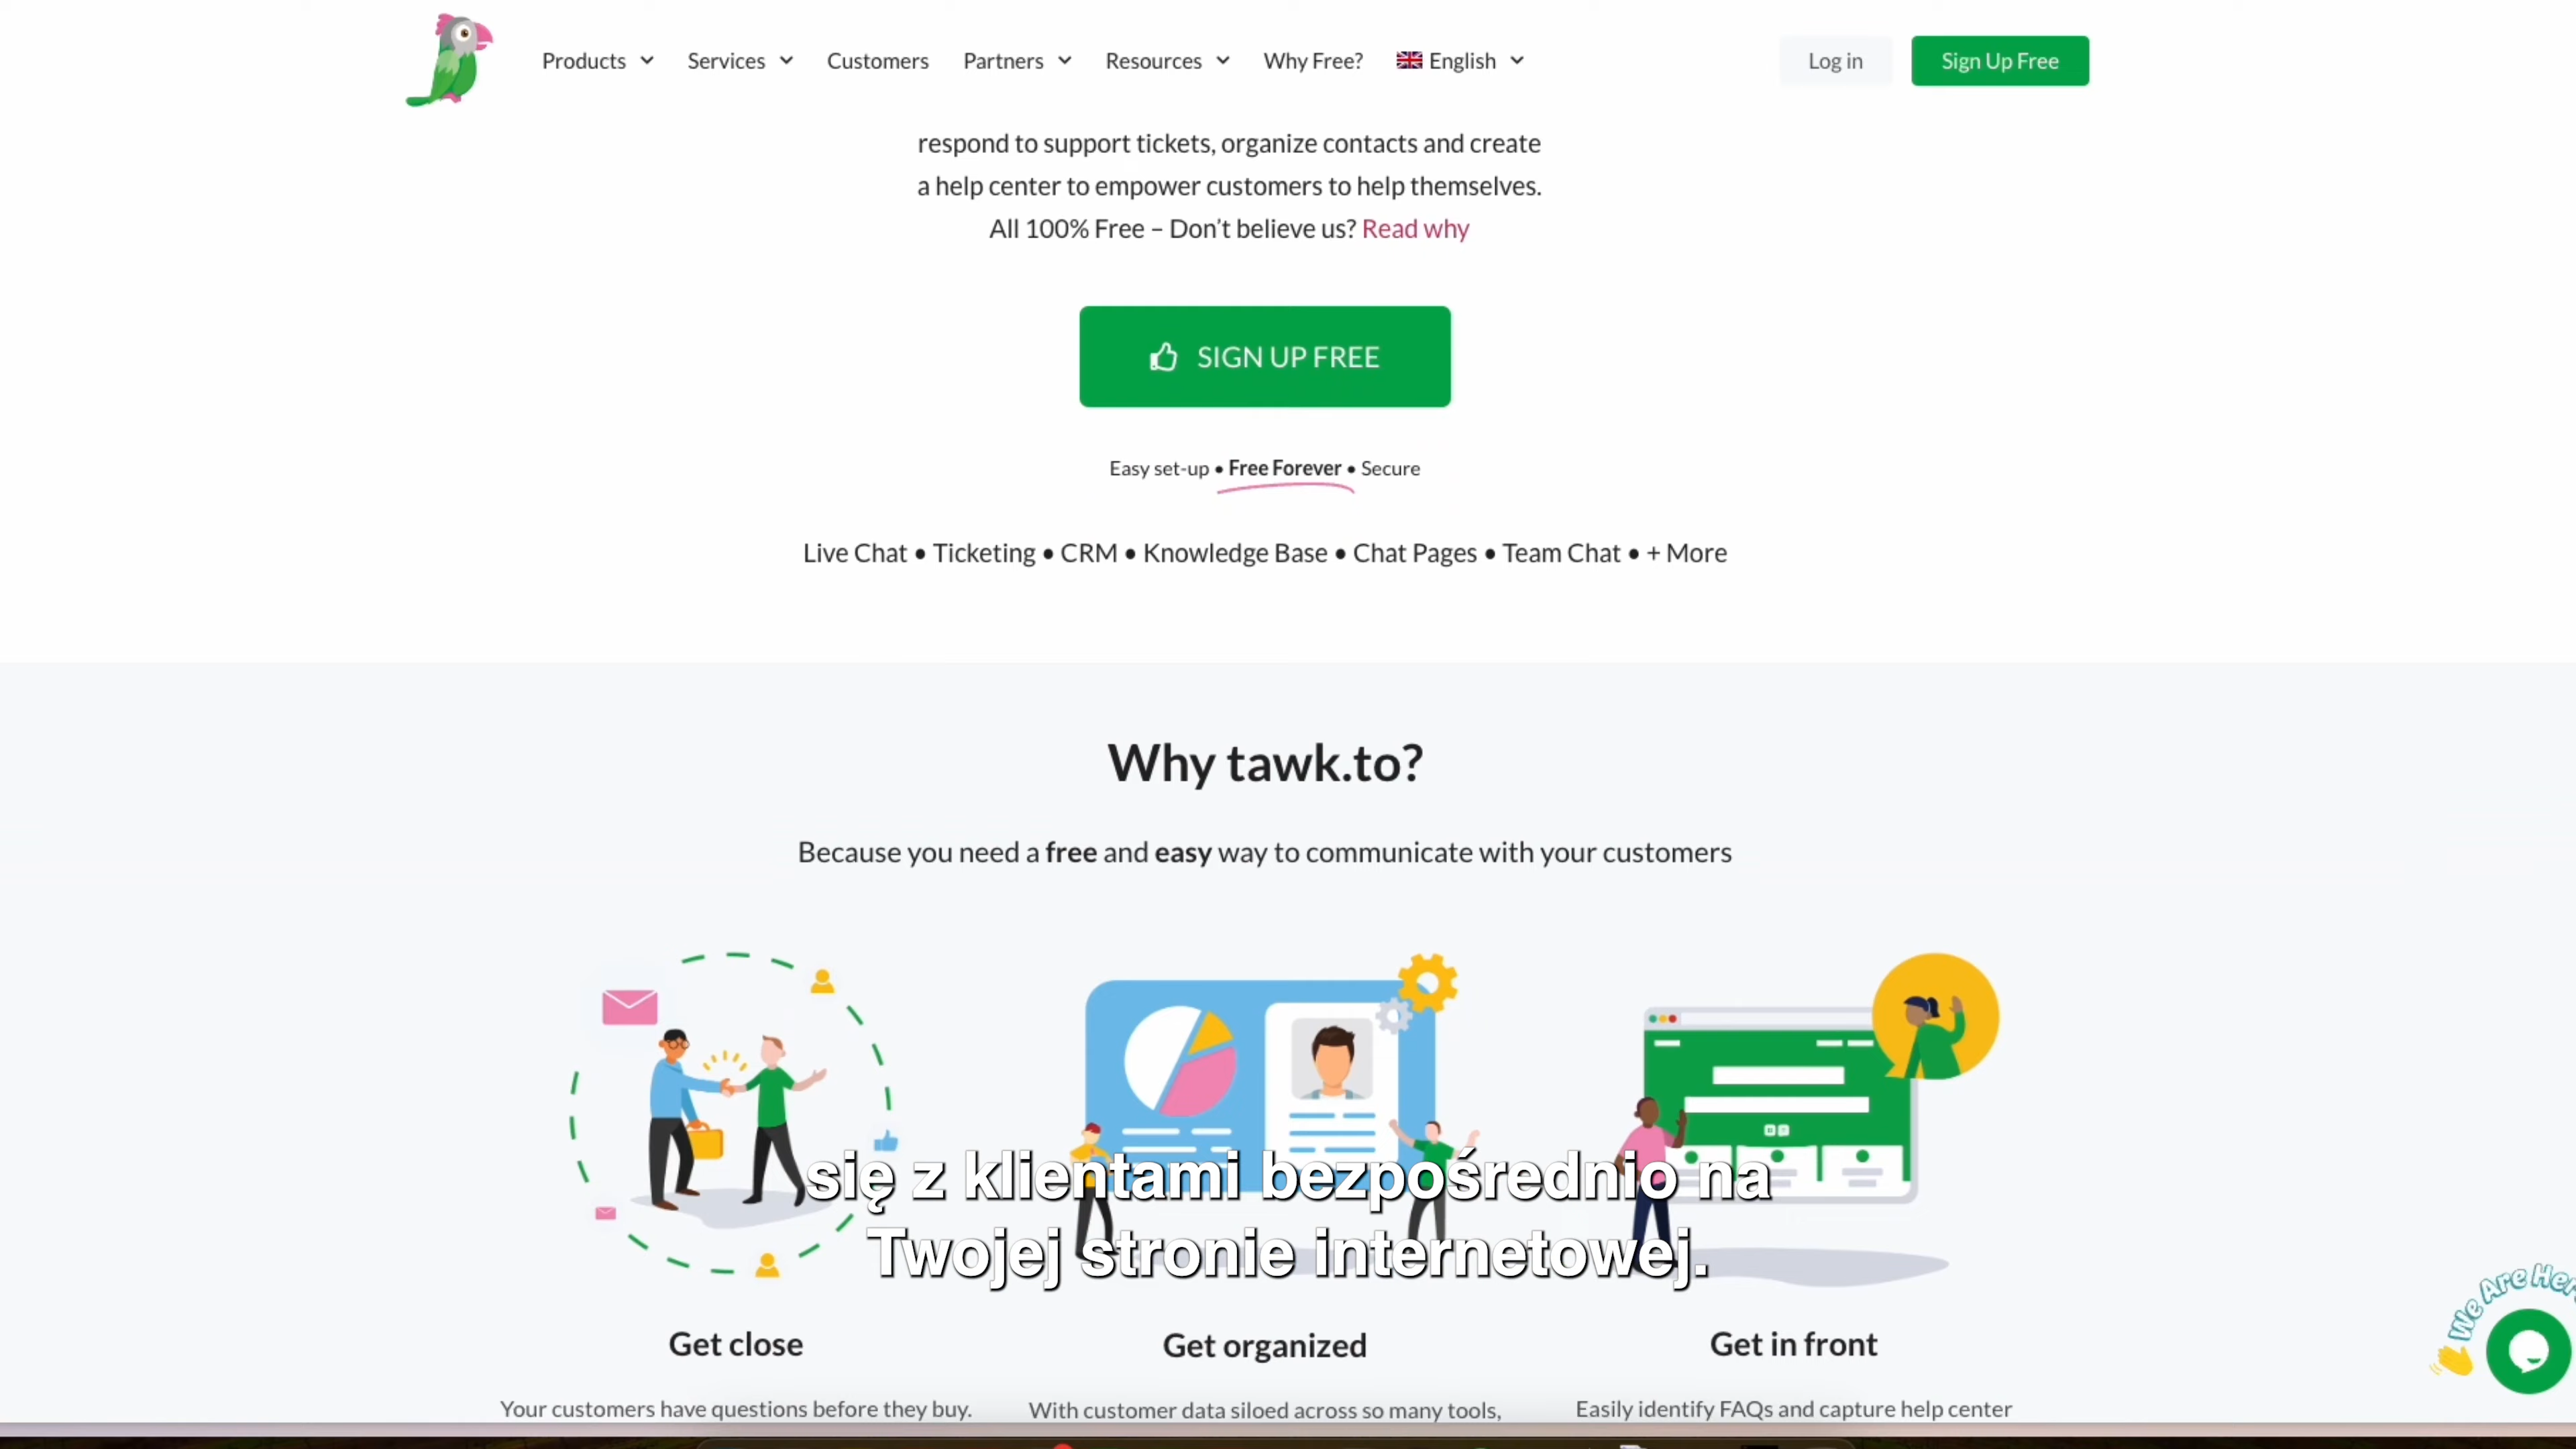 Products Services Customers Partners Resources Why Free? English Log in Sign Up Free
respond to support tickets, organize contacts and create
a help center to empower customers to help themselves.
All 100% Free – Don't believe us? Read why
SIGN UP FREE
Easy set-up • Free Forever • Secure
Live Chat • Ticketing • CRM • Knowledge Base • Chat Pages • Team Chat • + More
Why tawk.to?
Because you need a free and easy way to communicate with your customers
się z klientami bezpośrednio na
Twojej stronie internetowej.
We Are
Get close
Get organized
Get in front
Your customers have questions before they buy.
With customer data siloed across so many tools,
Easily identify FAQs and capture help center